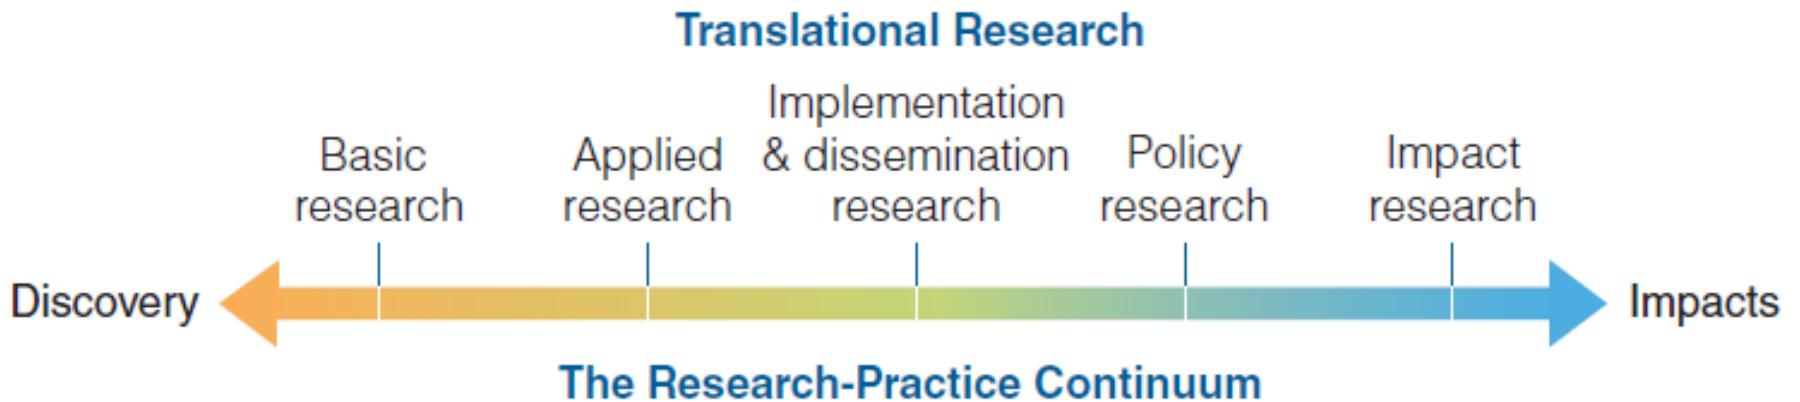 Translational Research
Basic
research
Applied
research
Implementation
& dissemination
research
Policy
research
Impact
research
Discovery
Impacts
The Research-Practice Continuum